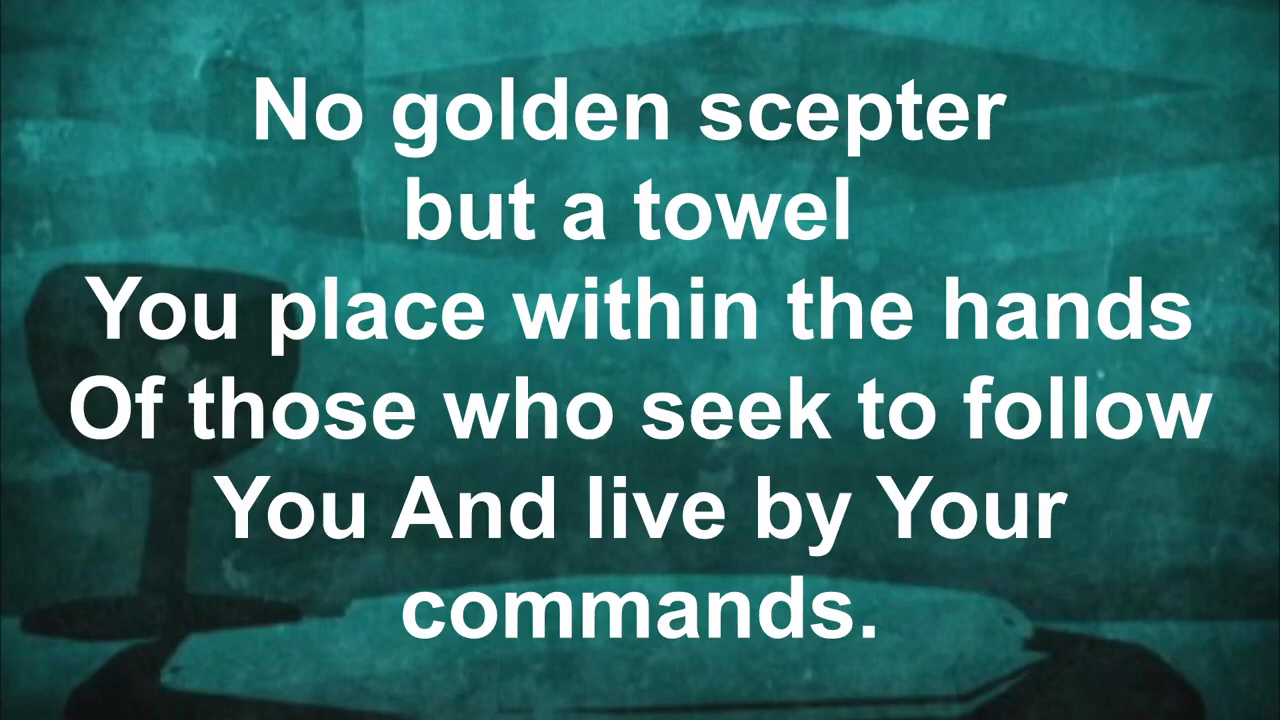 No golden scepter
but a towel
You place within the hands
Of those who seek to follow
You And live by Your
commands.